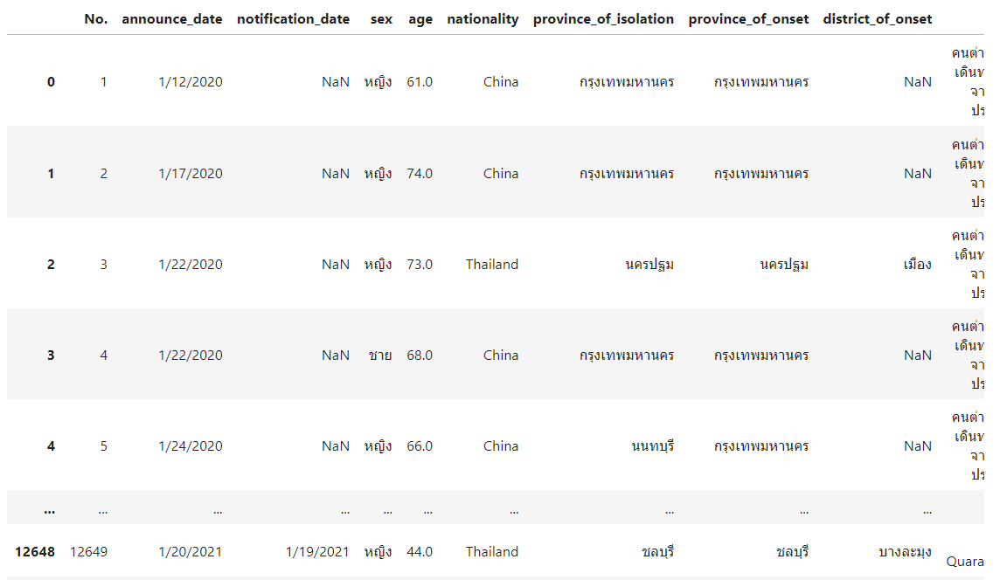 No. announce_date notification_date sex age nationality province_of_isolation province_of_onset district_of_onset
คนต่า
เดินท
0 1 1/12/2020 NaN หญิง 61.0 China กรุงเทพมหานคร กรุงเทพมหานคร NaN
จา
ปร
คนต่า
เดินท
1 2 1/17/2020 NaN หญิง 74.0 China กรุงเทพมหานคร กรุงเทพมหานคร NaN
จา
ปร
คนต่า
เดินท
2 3 1/22/2020 NaN หญิง 73.0 Thailand นครปฐม นครปฐม เมือง
จา
ปร
คนต่า
เดินท
3 4 1/22/2020 NaN ชาย 68.0 China กรุงเทพมหานคร กรุงเทพมหานคร NaN
จา
ปร
คนต่า
เดินท
4 5 1/24/2020 NaN หญิง 66.0 China นนทบุรี กรุงเทพมหานคร NaN
จา
ปร
... ... ... ... ... ... ... ... ... ...
12648 12649 1/20/2021 1/19/2021 หญิง 44.0 Thailand ชลบุรี ชลบุรี บางละมุง
Quara